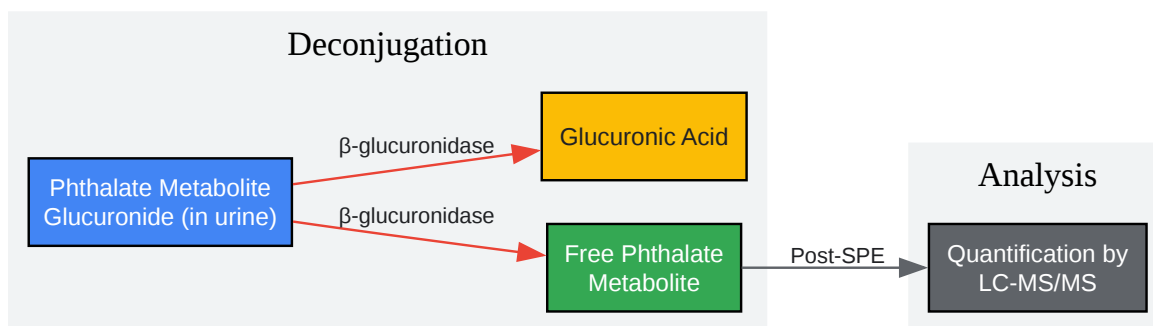 Deconjugation
β-glucuronidase
Glucuronic Acid
Phthalate Metabolite
Glucuronide (in urine)
β-glucuronidase
Free Phthalate
Metabolite
Post-SPE
Analysis
Quantification by
LC-MS/MS